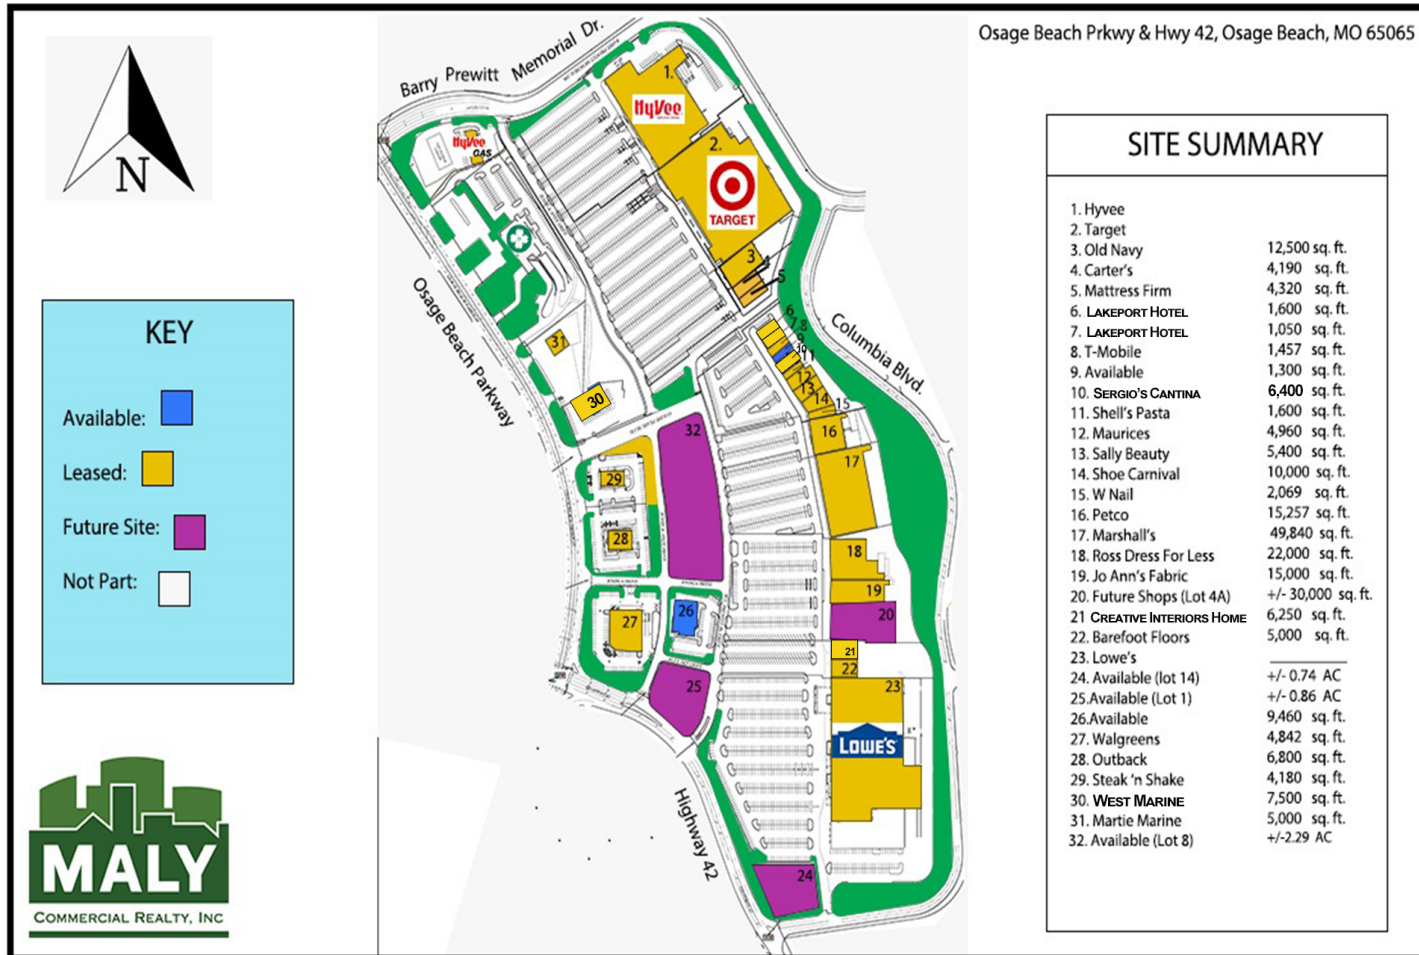 Osage Beach Prkwy & Hwy 42, Osage Beach, MO 65065
Barry Prewitt Memorial Dr.
N
KEY
Available:
Leased:
Future Site:
Not Part:
MALY
COMMERCIAL REALTY, INC
HyVee
GAS
1.
HyVee
2.
TARGET
3
4
5
6
7
8
9
10
11
12
13
14
15
16
17
18
19
20
21
22
23
LOWE'S
24
25
26
27
28
29
30
31
32
Osage Beach Parkway
Columbia Blvd.
Highway 42
SITE SUMMARY
1. Hyvee
2. Target
3. Old Navy 12,500 sq. ft.
4. Carter's 4,190 sq. ft.
5. Mattress Firm 4,320 sq. ft.
6. LAKEPORT HOTEL 1,600 sq. ft.
7. LAKEPORT HOTEL 1,050 sq. ft.
8. T-Mobile 1,457 sq. ft.
9. Available 1,300 sq. ft.
10. SERGIO'S CANTINA 6,400 sq. ft.
11. Shell's Pasta 1,600 sq. ft.
12. Maurices 4,960 sq. ft.
13. Sally Beauty 5,400 sq. ft.
14. Shoe Carnival 10,000 sq. ft.
15. W Nail 2,069 sq. ft.
16. Petco 15,257 sq. ft.
17. Marshall's 49,840 sq. ft.
18. Ross Dress For Less 22,000 sq. ft.
19. Jo Ann's Fabric 15,000 sq. ft.
20. Future Shops (Lot 4A) +/- 30,000 sq. ft.
21 CREATIVE INTERIORS HOME 6,250 sq. ft.
22. Barefoot Floors 5,000 sq. ft.
23. Lowe's
24. Available (lot 14) +/- 0.74 AC
25.Available (Lot 1) +/- 0.86 AC
26.Available 9,460 sq. ft.
27. Walgreens 4,842 sq. ft.
28. Outback 6,800 sq. ft.
29. Steak 'n Shake 4,180 sq. ft.
30. WEST MARINE 7,500 sq. ft.
31. Martie Marine 5,000 sq. ft.
32. Available (Lot 8) +/-2.29 AC